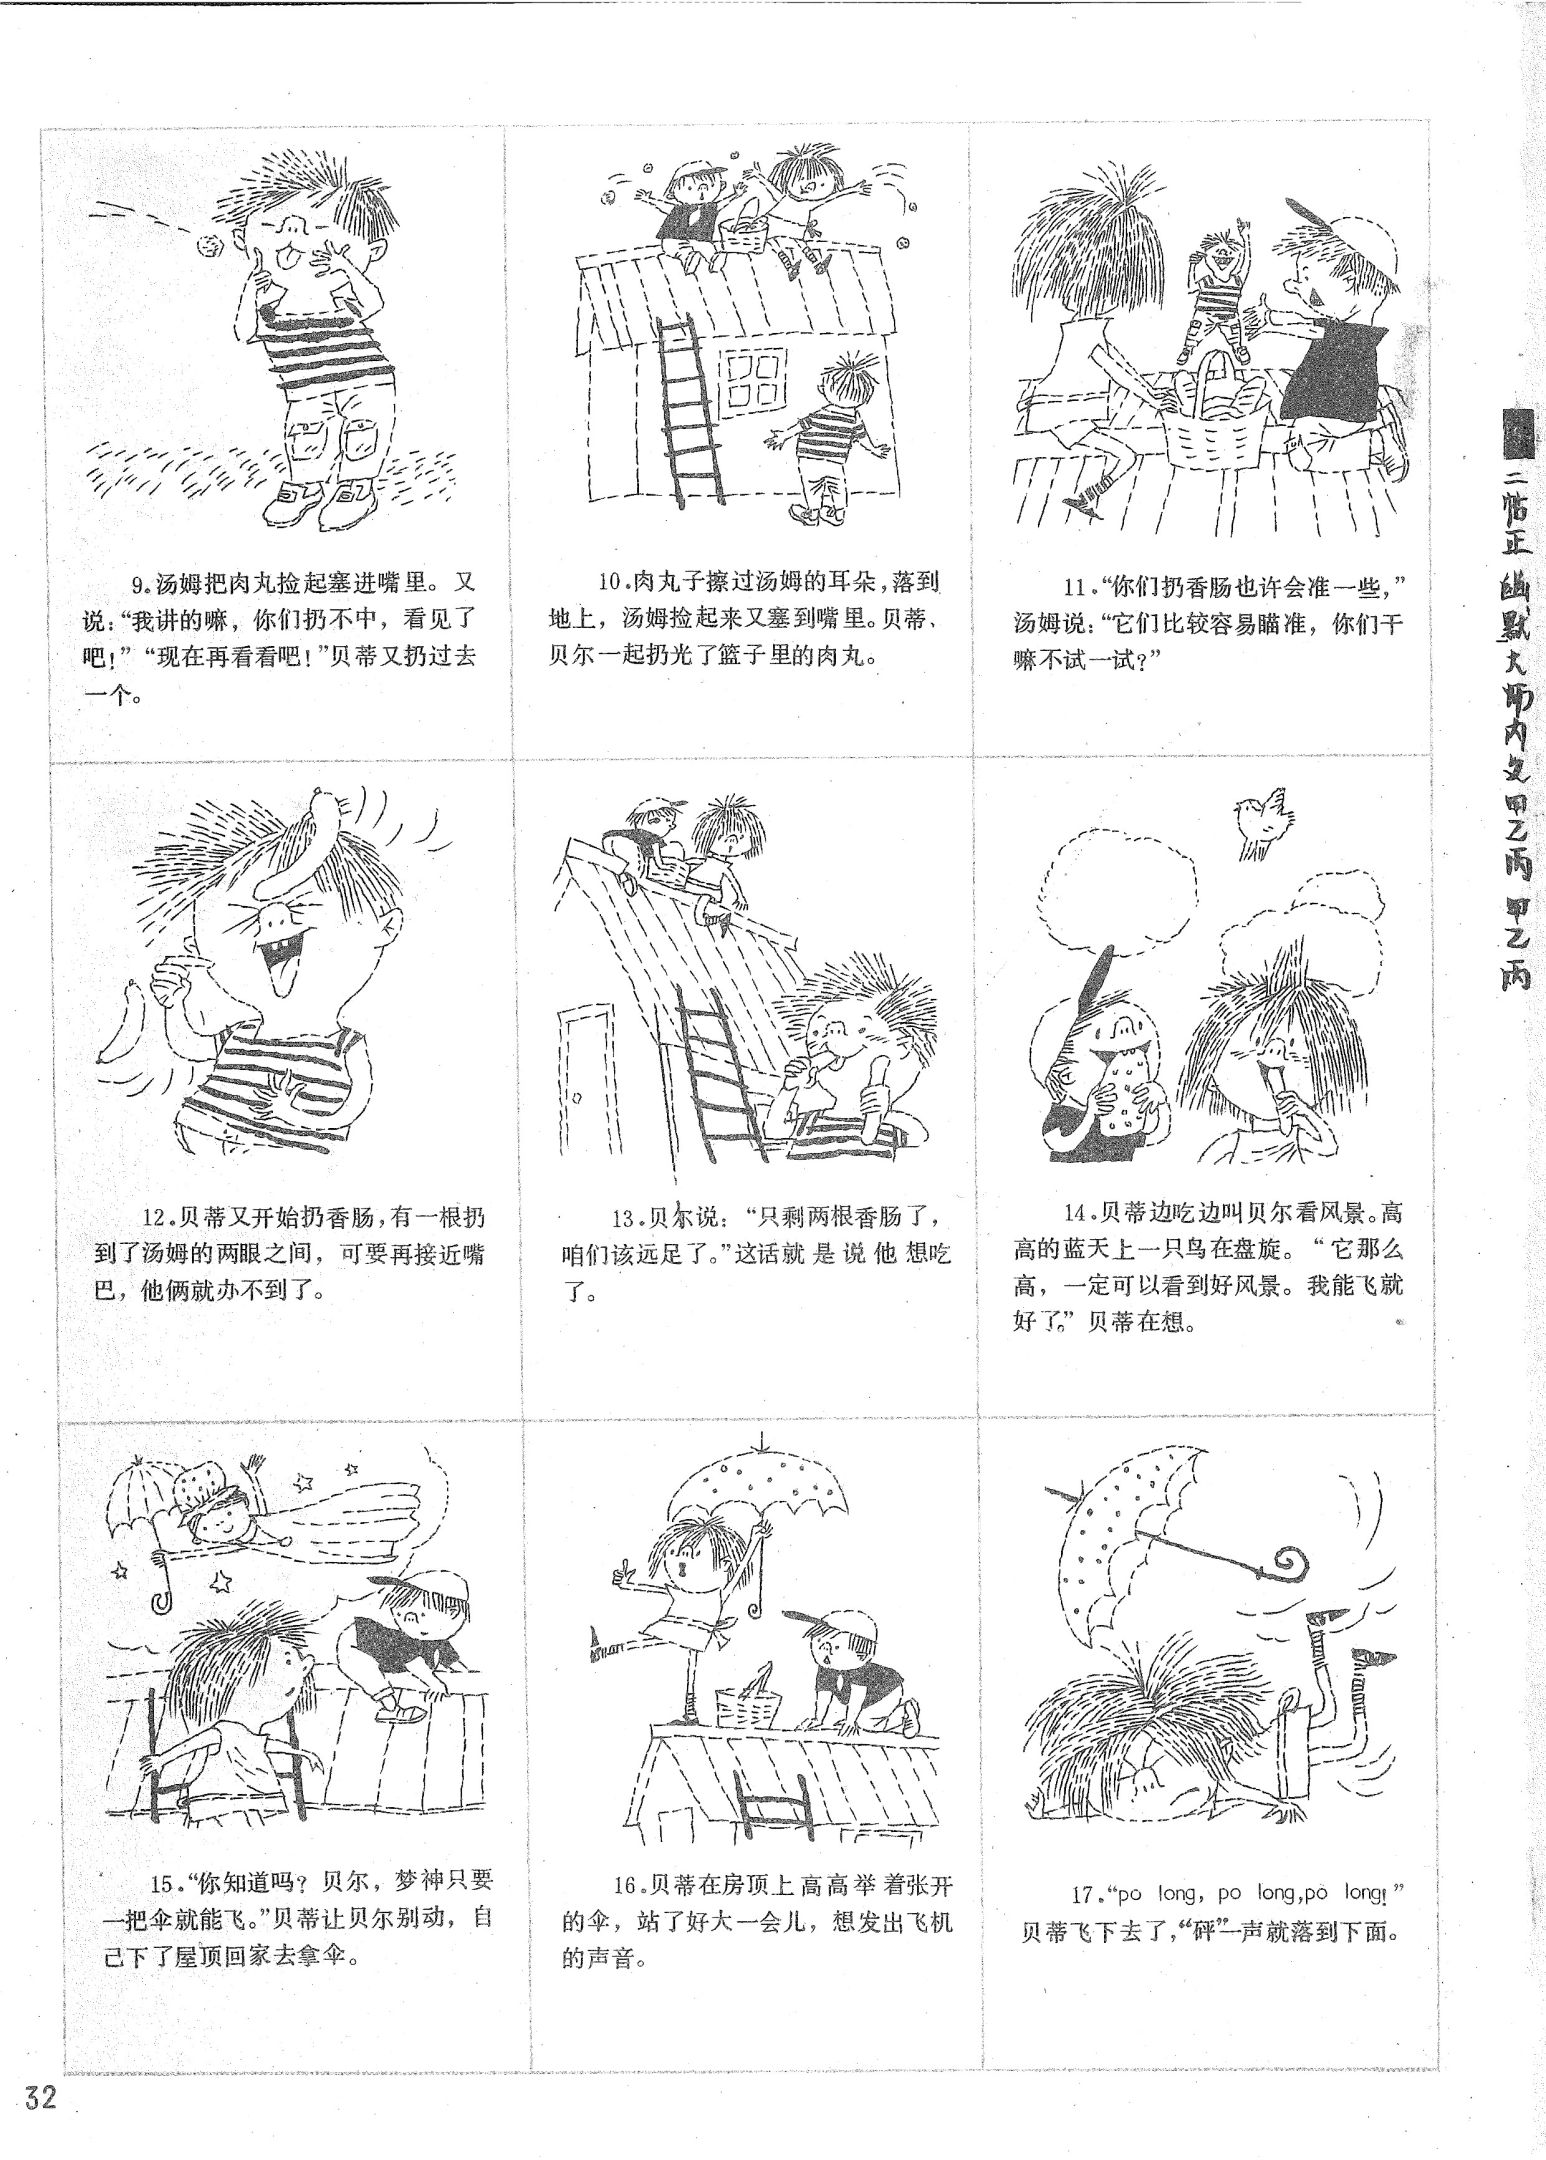 9。汤姆把肉丸捡起塞进嘴里。又
说：“我讲的嘛，你们扔不中，看见了
吧！”“现在再看看吧！”贝蒂又扔过去
一个。
10。肉丸子擦过汤姆的耳朵，落到
地上，汤姆捡起来又塞到嘴里。贝蒂、
贝尔一起扔光了篮子里的肉丸。
11。“你们扔香肠也许会准一些，”
汤姆说：“它们比较容易瞄准，你们干
嘛不试一试？”
12。贝蒂又开始扔香肠，有一根扔
到了汤姆的两眼之间，可要再接近嘴
巴，他俩就办不到了。
13。贝尔说：“只剩两根香肠了，
咱们该远足了。”这话就是说他想吃
了。
14。贝蒂边吃边叫贝尔看风景。高
高的蓝天上一只鸟在盘旋。“它那么
高，一定可以看到好风景。我能飞就
好了。”贝蒂在想。
15。“你知道吗？贝尔，梦神只要
一把伞就能飞。”贝蒂让贝尔别动，自
己下了屋顶回家去拿伞。
16。贝蒂在房顶上高高举着张开
的伞，站了好大一会儿，想发出飞机
的声音。
17。“po long, po long,po long!”
贝蒂飞下去了，“砰”一声就落到下面。
32
二帖正 幽默大师内文甲乙丙 甲乙丙